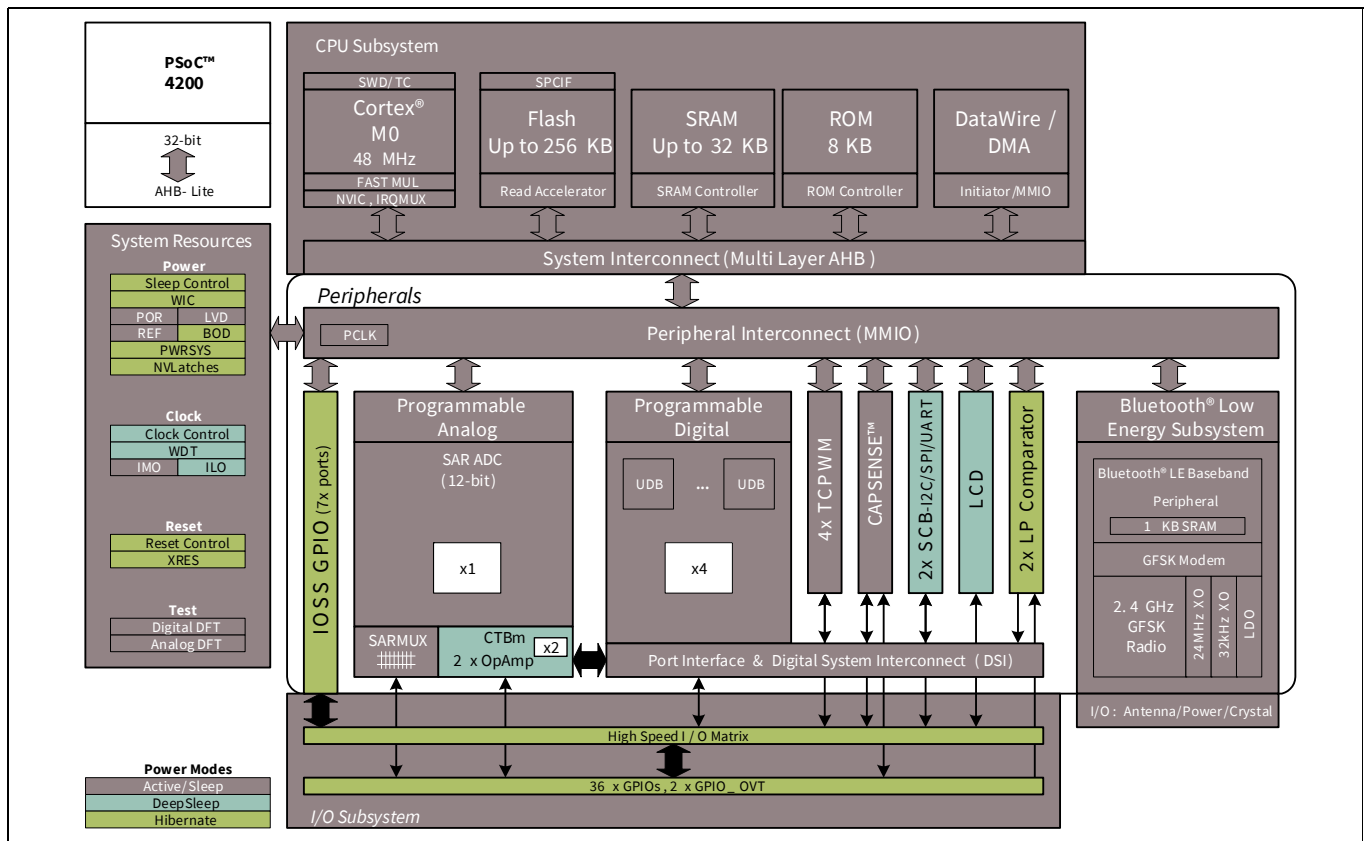 PSoC™
4200
32-bit
AHB- Lite
CPU Subsystem
SWD/ TC
Cortex®
M0
48 MHz
FAST MUL
NVIC , IRQMUX
SPCIF
Flash
Up to 256 KB
Read Accelerator
SRAM
Up to 32 KB
SRAM Controller
ROM
8 KB
ROM Controller
DataWire /
DMA
Initiator/MMIO
System Interconnect (Multi Layer AHB )
System Resources
Power
Sleep Control
WIC
POR LVD
REF BOD
PWRSYS
NVLatches
Clock
Clock Control
WDT
IMO ILO
Reset
Reset Control
XRES
Test
Digital DFT
Analog DFT
Peripherals
PCLK
Peripheral Interconnect (MMIO)
IOSS GPIO (7x ports)
Programmable
Analog
SAR ADC
(12-bit)
x1
SARMUX
CTBm
x2
2 x OpAmp
Programmable
Digital
UDB ... UDB
x4
4x TCPWM
CAPSENSE™
2x SCB-I2C/SPI/UART
LCD
2x LP Comparator
Port Interface & Digital System Interconnect ( DSI)
Bluetooth® Low
Energy Subsystem
Bluetooth® LE Baseband
Peripheral
1 KB SRAM
GFSK Modem
2. 4 GHz
GFSK
Radio
24MHz XO
32kHz XO
LDO
I/O : Antenna/Power/Crystal
High Speed I / O Matrix
36 x GPIOs , 2 x GPIO_ OVT
I/O Subsystem
Power Modes
Active/Sleep
DeepSleep
Hibernate